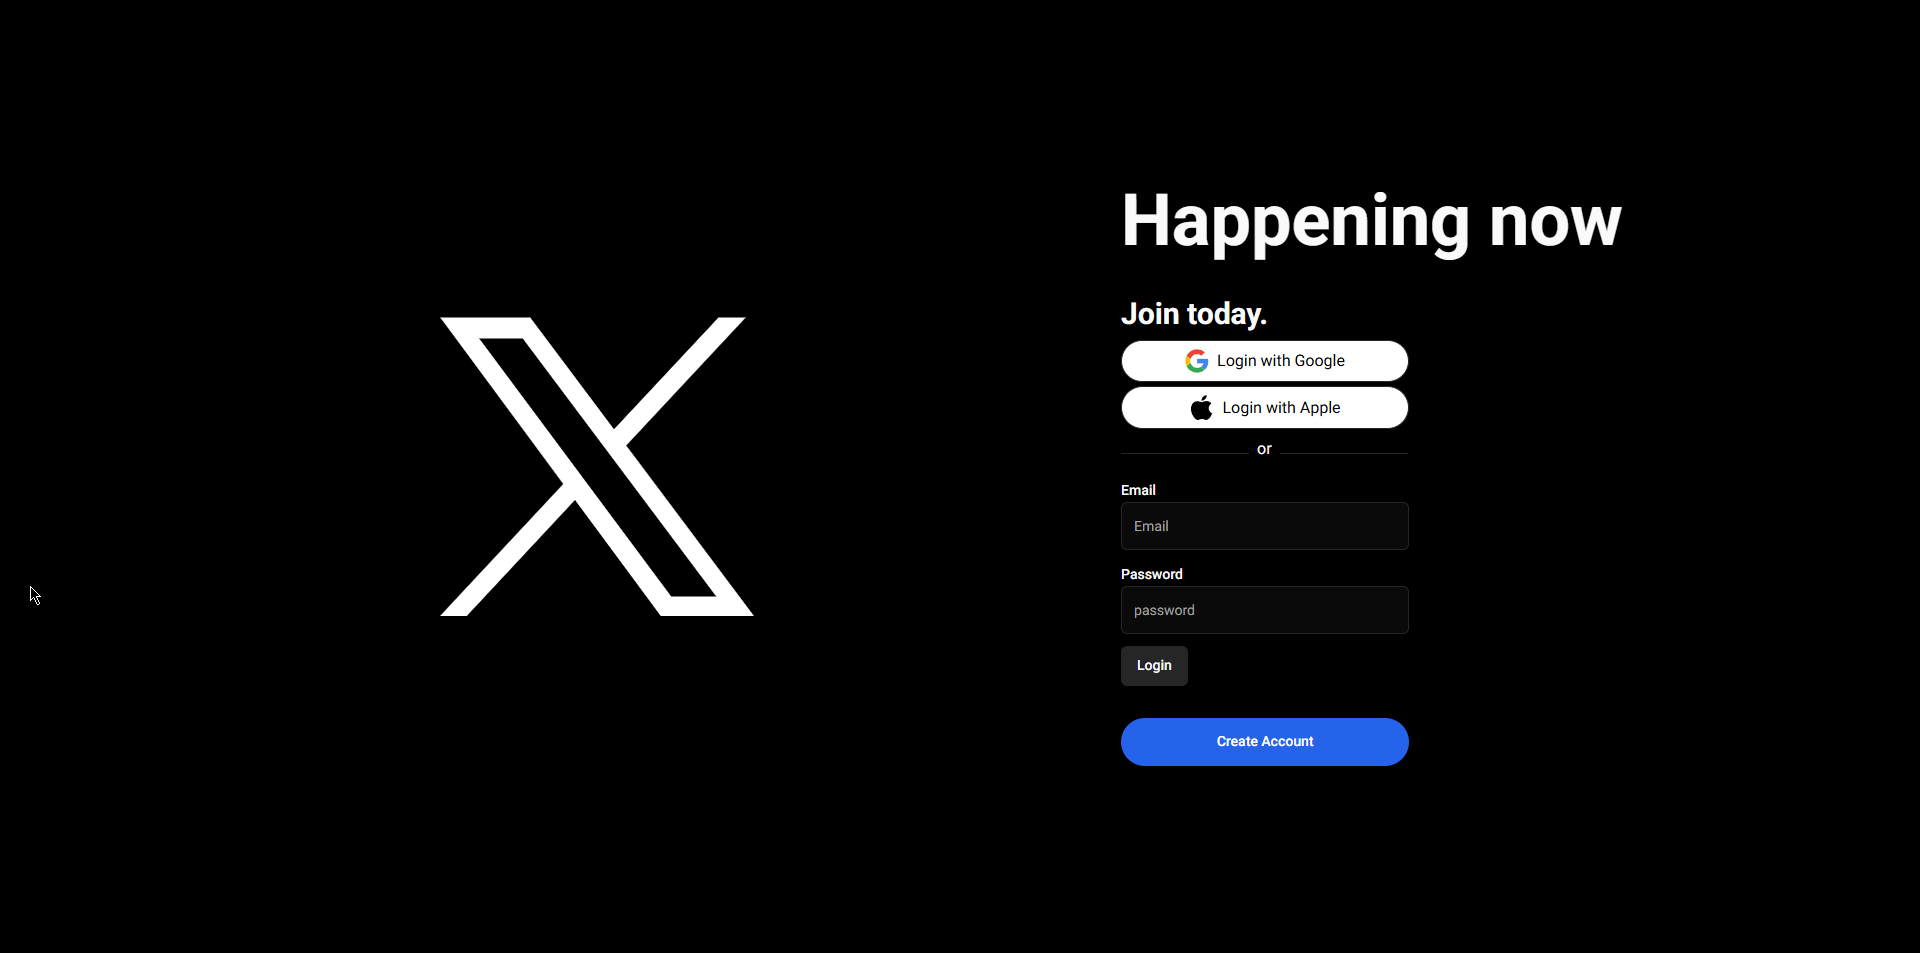 Happening now
Join today.
Login with Google
Login with Apple
or
Email
Email
Password
password
Login
Create Account